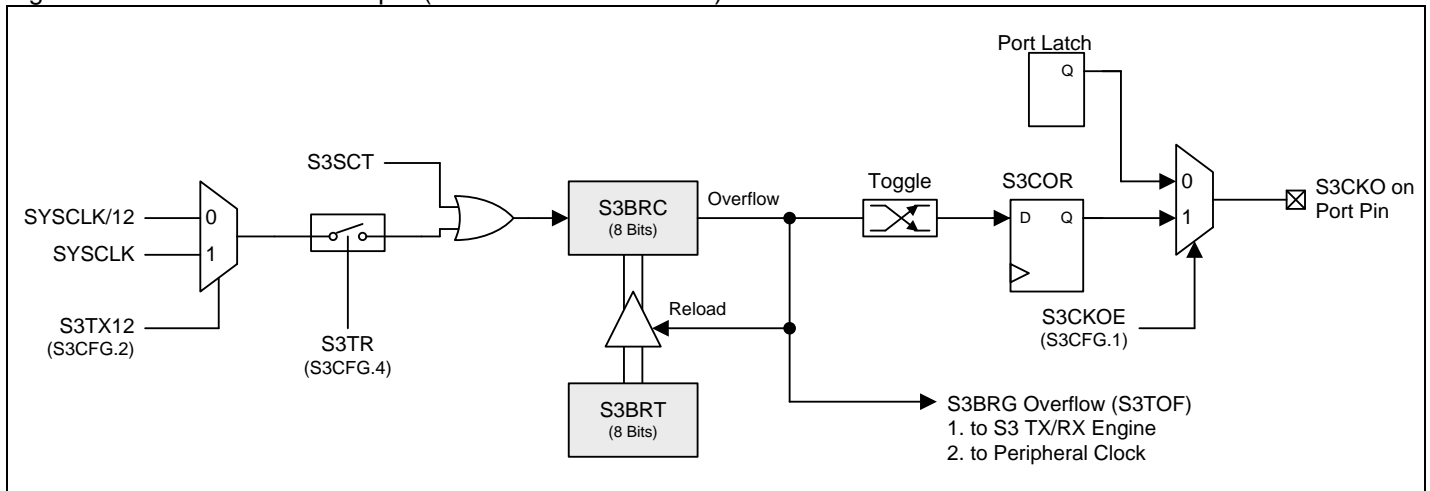 Port Latch
Q
S3SCT
SYSCLK/12
0
SYSCLK
1
S3TX12
(S3CFG.2)
S3TR
(S3CFG.4)
S3BRC
(8 Bits)
Overflow
Reload
S3BRT
(8 Bits)
Toggle
S3COR
D
Q
0
1
S3CKO on
Port Pin
S3CKOE
(S3CFG.1)
S3BRG Overflow (S3TOF)
1. to S3 TX/RX Engine
2. to Peripheral Clock